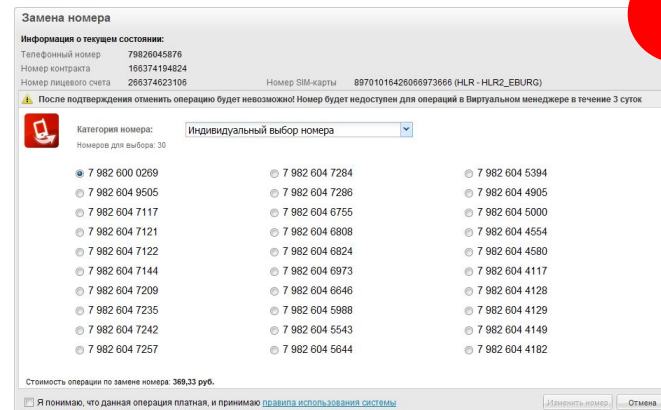 Замена номера
Информация о текущем состоянии:
Телефонный номер 79826045876
Номер контракта 166374194824
Номер лицевого счета 266374623106 Номер SIM-карты 89701016426066973666 (HLR - HLR2_EBURG)
После подтверждения отменить операцию будет невозможно! Номер будет недоступен для операций в Виртуальном менеджере в течение 3 суток
Категория номера: Индивидуальный выбор номера
Номеров для выбора: 30
7 982 600 0269 7 982 604 7284 7 982 604 5394
7 982 604 9505 7 982 604 7286 7 982 604 4905
7 982 604 7117 7 982 604 6755 7 982 604 5000
7 982 604 7121 7 982 604 6808 7 982 604 4554
7 982 604 7122 7 982 604 6824 7 982 604 4580
7 982 604 7144 7 982 604 6973 7 982 604 4117
7 982 604 7209 7 982 604 6646 7 982 604 4128
7 982 604 7235 7 982 604 5988 7 982 604 4129
7 982 604 7242 7 982 604 5543 7 982 604 4149
7 982 604 7257 7 982 604 5644 7 982 604 4182
Стоимость операции по замене номера: 369,33 руб.
Я понимаю, что данная операция платная, и принимаю правила использования системы Изменить номер Отмена